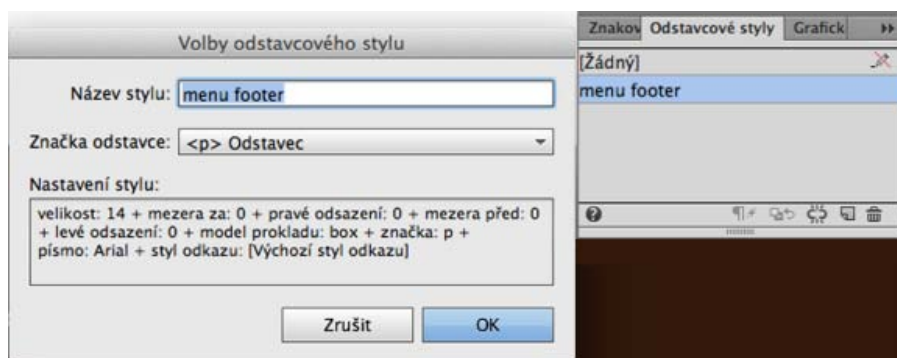 Volby odstavcového stylu
Název stylu: menu footer
Značka odstavce: <p> Odstavec
Nastavení stylu:
velikost: 14 + mezera za: 0 + pravé odsazení: 0 + mezera před: 0
+ levé odsazení: 0 + model prokladu: box + značka: p +
písmo: Arial + styl odkazu: [Výchozí styl odkazu]
Zrušit OK
Znakov Odstavcové styly Grafick
[Žádný]
menu footer